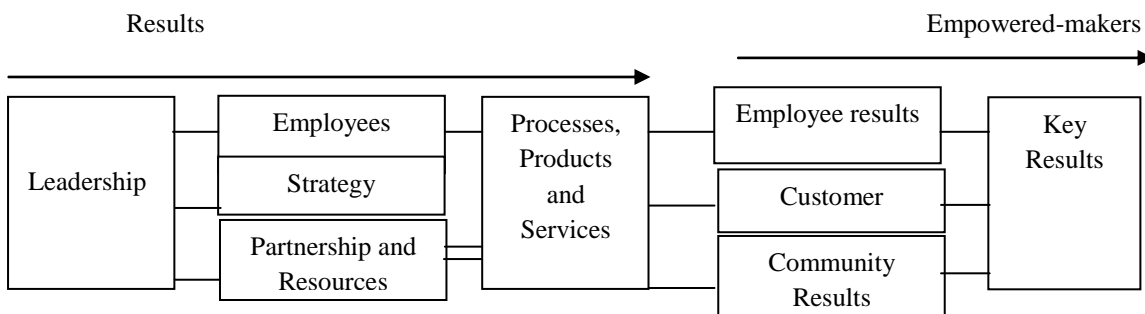 Results
Empowered-makers
Leadership
Employees
Strategy
Partnership and
Resources
Processes,
Products
and
Services
Employee results
Customer
Community
Results
Key
Results